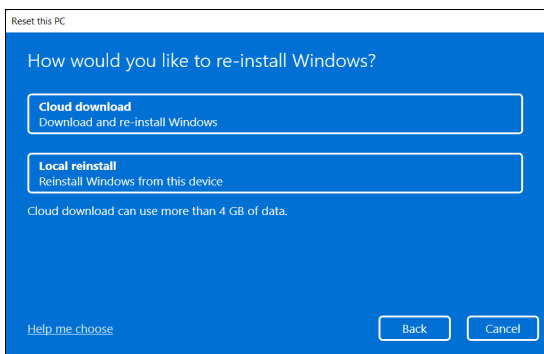 Reset this PC
How would you like to re-install Windows?
Cloud download
Download and re-install Windows
Local reinstall
Reinstall Windows from this device
Cloud download can use more than 4 GB of data.
Help me choose
Back
Cancel